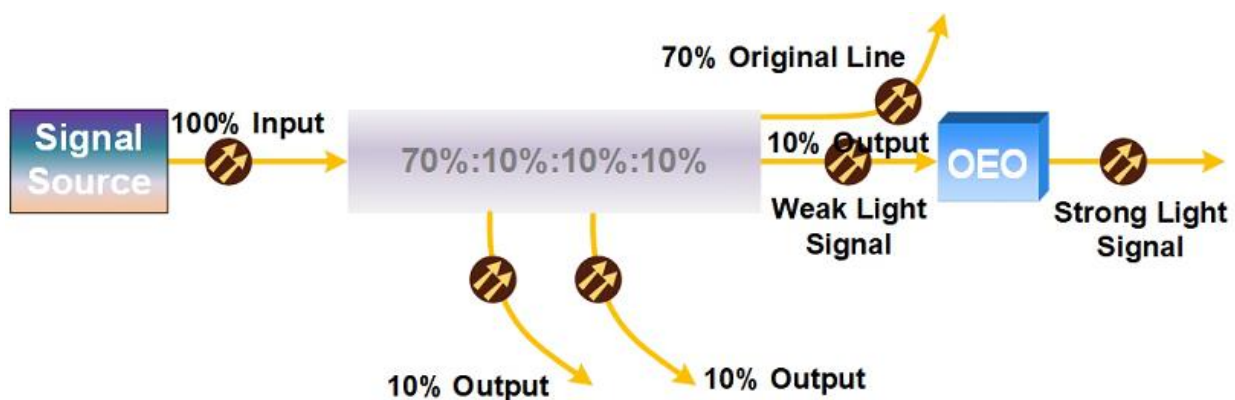 70% Original Line
Signal
Source
100% Input
70%:10%:10%:10%
10% Output
OEO
Weak Light
Signal
Strong Light
Signal
10% Output
10% Output